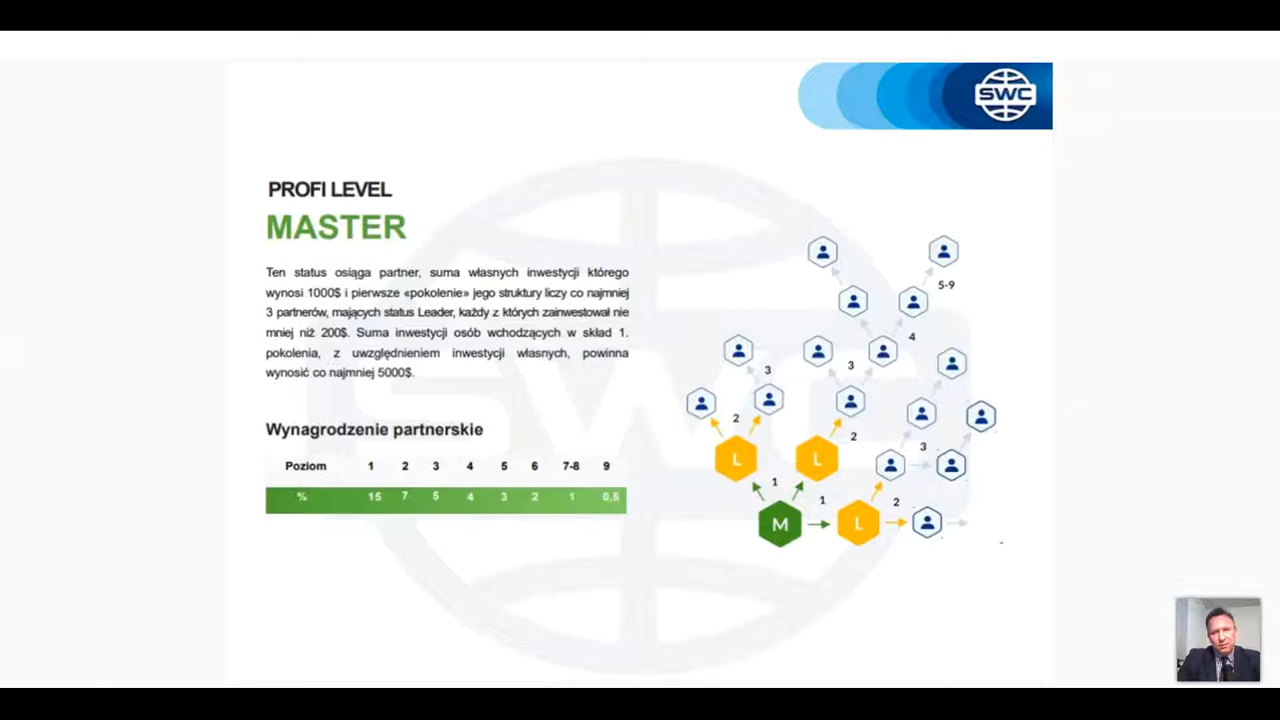 SWC
PROFI LEVEL
MASTER
Ten status osiąga partner, suma własnych inwestycji którego
wynosi 1000$ i pierwsze «pokolenie» jego struktury liczy co najmniej
3 partnerów, mających status Leader, każdy z których zainwestował nie
mniej niż 200$. Suma inwestycji osób wchodzących w skład 1.
pokolenia, z uwzględnieniem inwestycji własnych, powinna
wynosić co najmniej 5000$.
Wynagrodzenie partnerskie
Poziom 1 2 3 4 5 6 7-8 9
% 15 7 5 4 3 2 1 0,5
5-9
4
3
3
2
2
L
L
3
1
1
2
M
L
SWC